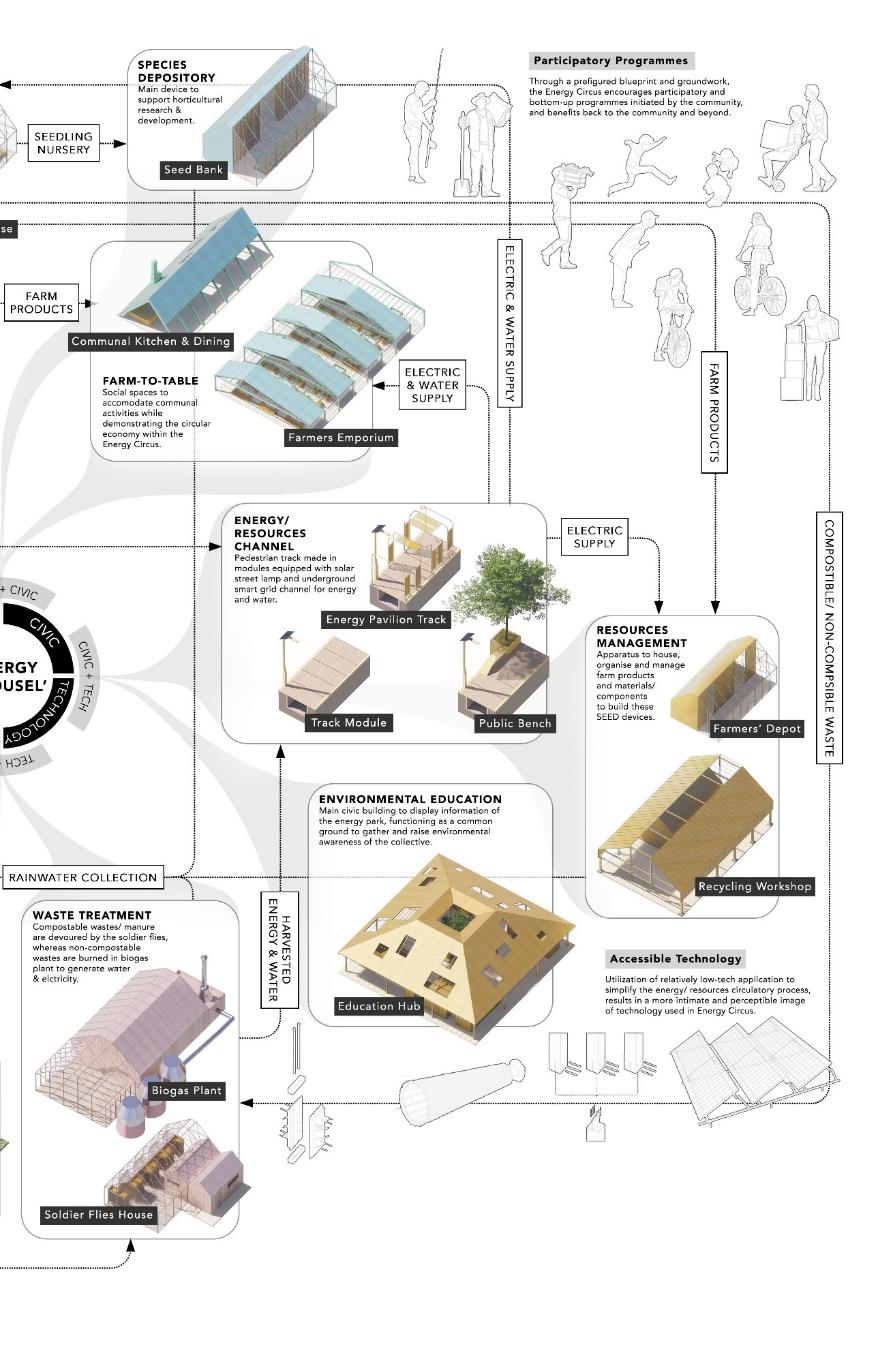 Participatory Programmes
Through a prefigured blueprint and groundwork,
the Energy Circus encourages participatory and
bottom-up programmes initiated by the community,
and benefits back to the community and beyond.
SPECIES
DEPOSITORY
Main device to
support horticultural
research &
development.
Seed Bank
SEEDLING
NURSERY
se
FARM
PRODUCTS
Communal Kitchen & Dining
FARM-TO-TABLE
Social spaces to
accomodate communal
activities while
demonstrating the circular
economy within the
Energy Circus.
Farmers Emporium
ELECTRIC
& WATER
SUPPLY
ELECTRIC & WATER SUPPLY
FARM PRODUCTS
COMPOSTIBLE/ NON-COMPSIBLE WASTE
ENERGY/
RESOURCES
CHANNEL
Pedestrian track made in
modules equipped with solar
street lamp and underground
smart grid channel for energy
and water.
Energy Pavilion Track
Track Module
Public Bench
ELECTRIC
SUPPLY
+ CIVIC
CIVIC
CIVIC + TECH
ERGY
OUSEL’
TECHNOLOGY
TECH +
RESOURCES
MANAGEMENT
Apparatus to house,
organise and manage
farm products
and materials/
components
to build these
SEED devices.
Farmers’ Depot
Recycling Workshop
ENVIRONMENTAL EDUCATION
Main civic building to display information of
the energy park, functioning as a common
ground to gather and raise environmental
awareness of the collective.
Education Hub
RAINWATER COLLECTION
HARVESTED
ENERGY & WATER
WASTE TREATMENT
Compostable wastes/ manure
are devoured by the soldier flies,
whereas non-compostable
wastes are burned in biogas
plant to generate water
& elctricity.
Biogas Plant
Soldier Flies House
Accessible Technology
Utilization of relatively low-tech application to
simplify the energy/ resources circulatory process,
results in a more intimate and perceptible image
of technology used in Energy Circus.